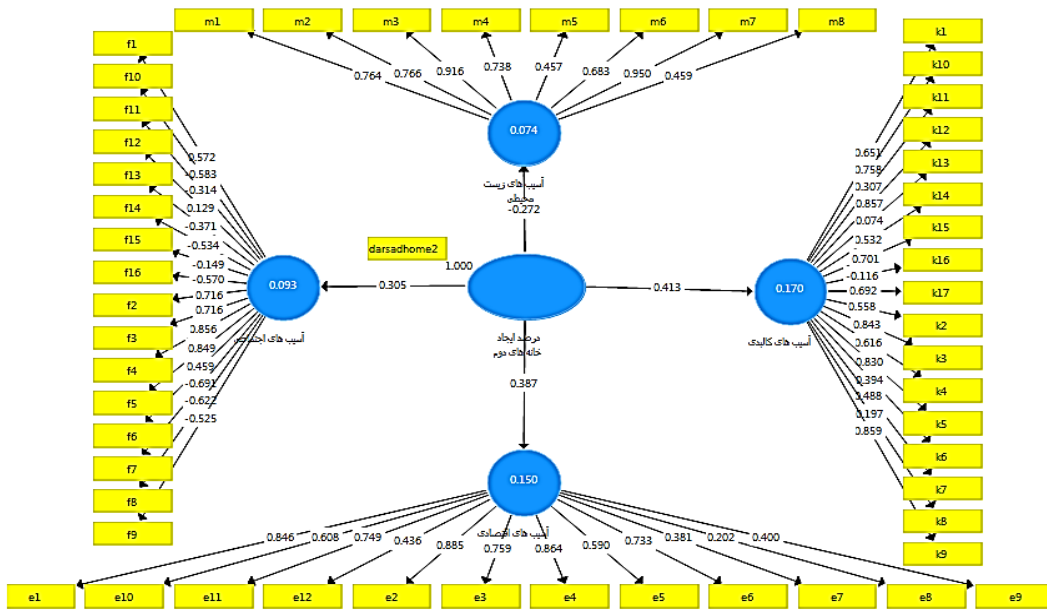 m1
m2
m3
m4
m5
m6
m7
m8
0.764
0.766
0.916
0.738
0.457
0.683
0.950
0.459
0.074
آسیب های زیست
محیطی
-0.272
f1
f10
f11
f12
f13
f14
f15
f16
f2
f3
f4
f5
f6
f7
f8
f9
0.572
-0.583
-0.314
0.129
-0.371
-0.534
-0.149
-0.570
0.716
0.716
0.856
0.849
0.459
-0.691
-0.622
-0.525
0.093
آسیب های اجتماعی
0.305
darsadhome2
1.000
درصد ایجاد
خانه های دوم
0.413
0.170
آسیب های کالبدی
k1
k10
k11
k12
k13
k14
k15
k16
k17
k2
k3
k4
k5
k6
k7
k8
k9
0.651
0.758
0.307
0.857
0.074
0.532
0.701
-0.116
0.692
0.558
0.843
0.616
0.830
0.394
0.488
0.197
0.859
0.387
0.150
آسیب های اقتصادی
0.846
0.608
0.749
0.436
0.885
0.759
0.864
0.590
0.733
0.381
0.202
0.400
e1
e10
e11
e12
e2
e3
e4
e5
e6
e7
e8
e9